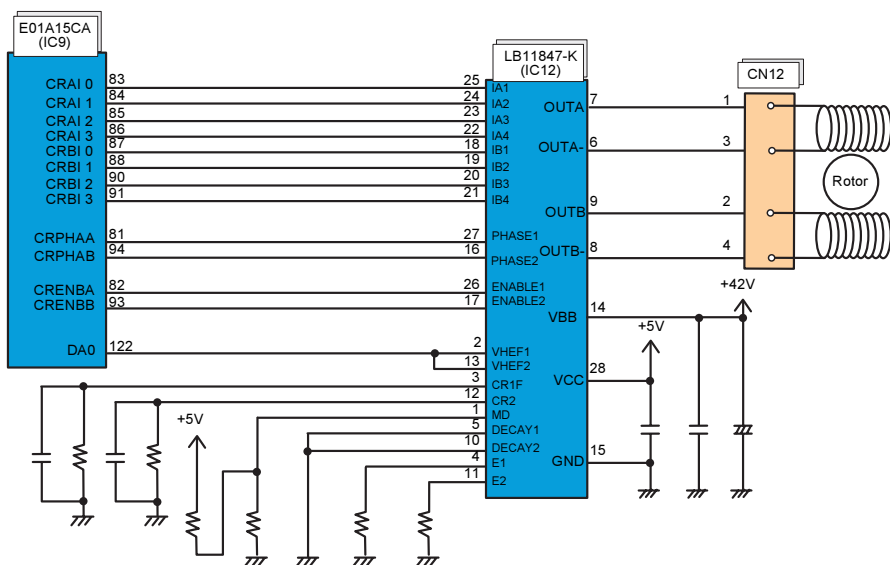 E01A15CA
(IC9)
LB11847-K
(IC12)
CN12
CRAI 0 83 25 IA1
CRAI 1 84 24 IA2
CRAI 2 85 23 IA3
CRAI 3 86 22 IA4
CRBI 0 87 18 IB1
CRBI 1 88 19 IB2
CRBI 2 90 20 IB3
CRBI 3 91 21 IB4
CRPHAA 81 27 PHASE1
CRPHAB 94 16 PHASE2
CRENBA 82 26 ENABLE1
CRENBB 93 17 ENABLE2
DA0 122 2 VHEF1
13 VHEF2
3 CR1F
12 CR2
1 MD
5 DECAY1
10 DECAY2
4 E1
11 E2
+5V
OUTA 7 1
OUTA- 6 3
Rotor
OUTB 9 2
OUTB- 8 4
+42V
VBB 14
+5V
VCC 28
GND 15